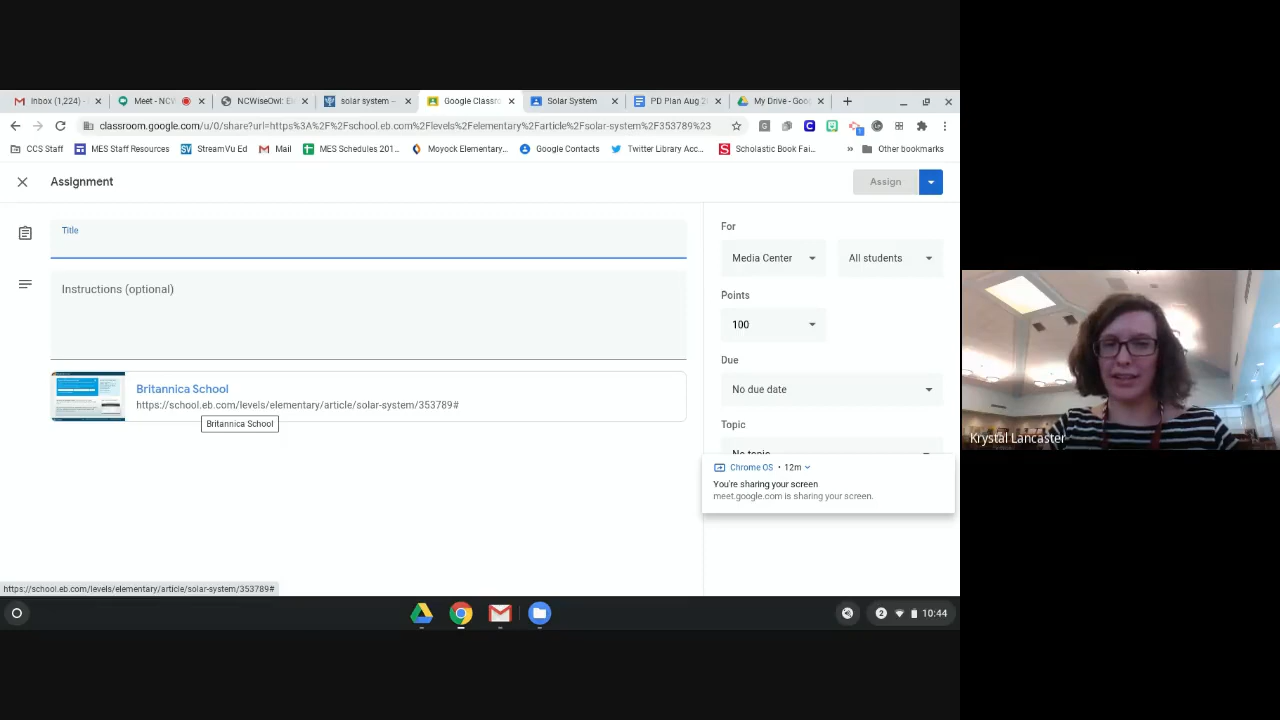 Inbox (1,224) -
Meet - NCW
NCWiseOwl: El
solar system –
Google Classro
Solar System
PD Plan Aug 2
My Drive - Goo
classroom.google.com/u/0/share?url=https%3A%2F%2Fschool.eb.com%2Flevels%2Felementary%2Farticle%2Fsolar-system%2F353789%23
CCS Staff
MES Staff Resources
StreamVu Ed
Mail
MES Schedules 201...
Moyock Elementary...
Google Contacts
Twitter Library Acc...
Scholastic Book Fai...
Other bookmarks
Assignment
Assign
Title
Instructions (optional)
Britannica School
https://school.eb.com/levels/elementary/article/solar-system/353789#
Britannica School
For
Media Center
All students
Points
100
Due
No due date
Topic
No topic
Chrome OS • 12m
You're sharing your screen
meet.google.com is sharing your screen.
https://school.eb.com/levels/elementary/article/solar-system/353789#
2
10:44
Krystal Lancaster